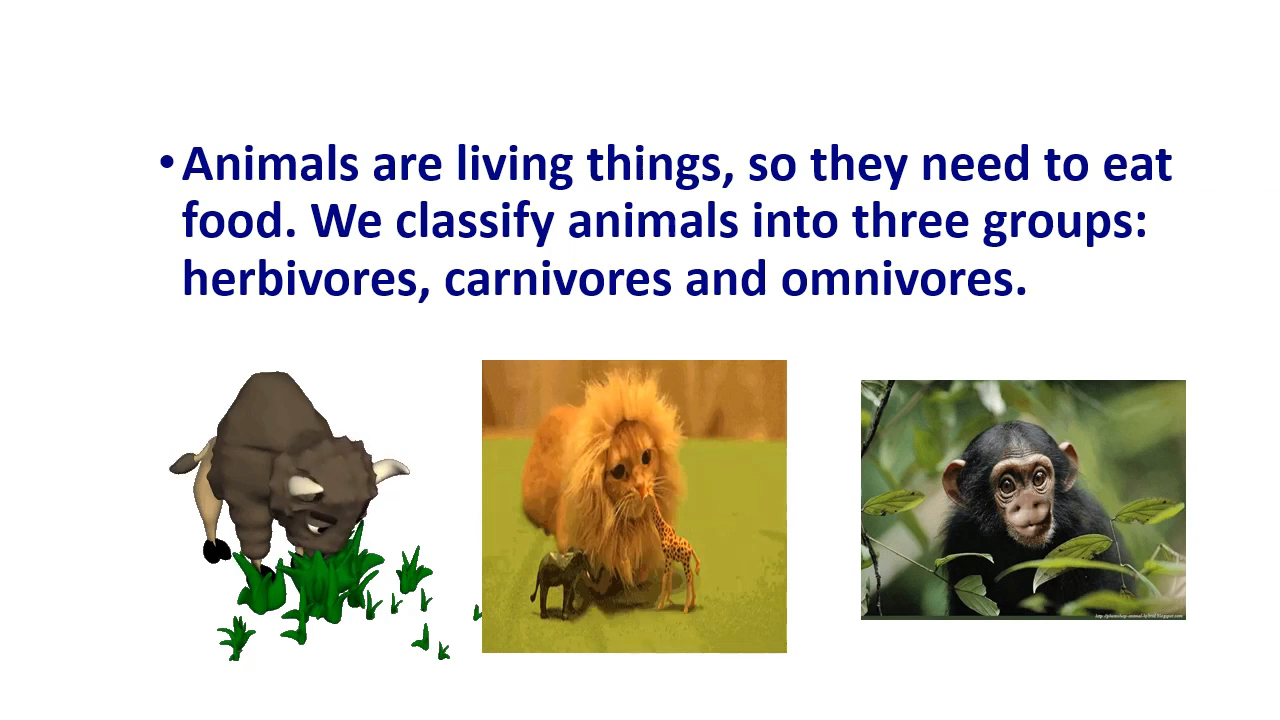 •Animals are living things, so they need to eat
food. We classify animals into three groups:
herbivores, carnivores and omnivores.